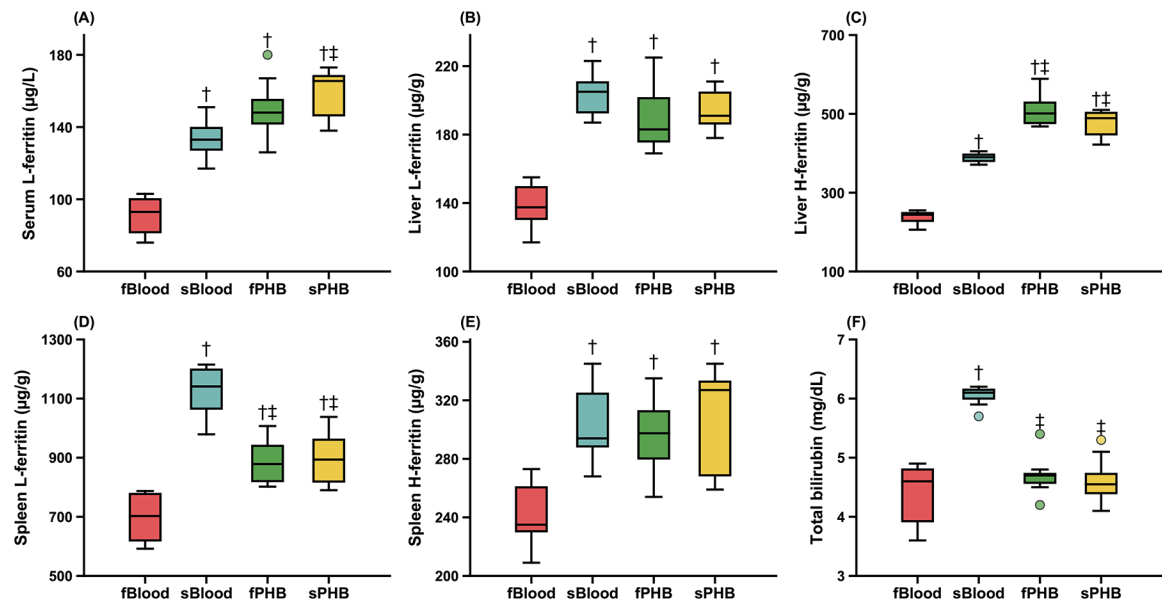 (A)
Serum L-ferritin (µg/L)
180
140
100
60
†
†
†‡
fBlood sBlood fPHB sPHB
(B)
Liver L-ferritin (µg/g)
220
180
140
100
†
†
†
fBlood sBlood fPHB sPHB
(C)
Liver H-ferritin (µg/g)
700
500
300
100
†
†‡
†‡
fBlood sBlood fPHB sPHB
(D)
Spleen L-ferritin (µg/g)
1300
1100
900
700
500
†
†‡
†‡
fBlood sBlood fPHB sPHB
(E)
Spleen H-ferritin (µg/g)
360
320
280
240
200
†
†
†
fBlood sBlood fPHB sPHB
(F)
Total bilirubin (mg/dL)
7
6
5
4
3
†
‡
‡
fBlood sBlood fPHB sPHB